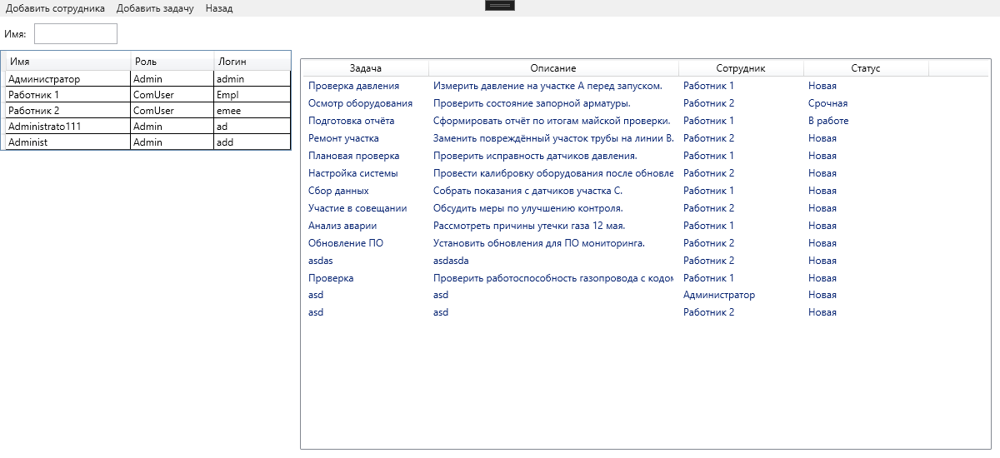 Добавить сотрудника Добавить задачу Назад
Имя:
Имя Роль Логин
Администратор Admin admin
Работник 1 ComUser Empl
Работник 2 ComUser emee
Administrato111 Admin ad
Administ Admin add
Задача Описание Сотрудник Статус
Проверка давления Измерить давление на участке А перед запуском. Работник 1 Новая
Осмотр оборудования Проверить состояние запорной арматуры. Работник 2 Срочная
Подготовка отчёта Сформировать отчёт по итогам майской проверки. Работник 1 В работе
Ремонт участка Заменить повреждённый участок трубы на линии B. Работник 2 Новая
Плановая проверка Проверить исправность датчиков давления. Работник 1 Новая
Настройка системы Провести калибровку оборудования после обновле Работник 2 Новая
Сбор данных Собрать показания с датчиков участка C. Работник 1 Новая
Участие в совещании Обсудить меры по улучшению контроля. Работник 2 Новая
Анализ аварии Рассмотреть причины утечки газа 12 мая. Работник 1 Новая
Обновление ПО Установить обновления для ПО мониторинга. Работник 2 Новая
asdas asdasda Работник 2 Новая
Проверка Проверить работоспособность газопровода с кодом Работник 1 Новая
asd asd Администратор Новая
asd asd Работник 2 Новая